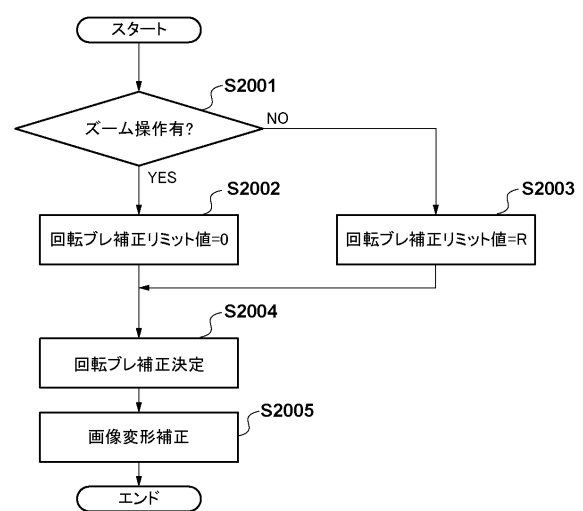 スタート
S2001
ズーム操作有?
NO
YES
S2002
S2003
回転ブレ補正リミット値=0
回転ブレ補正リミット値=R
S2004
回転ブレ補正決定
S2005
画像変形補正
エンド